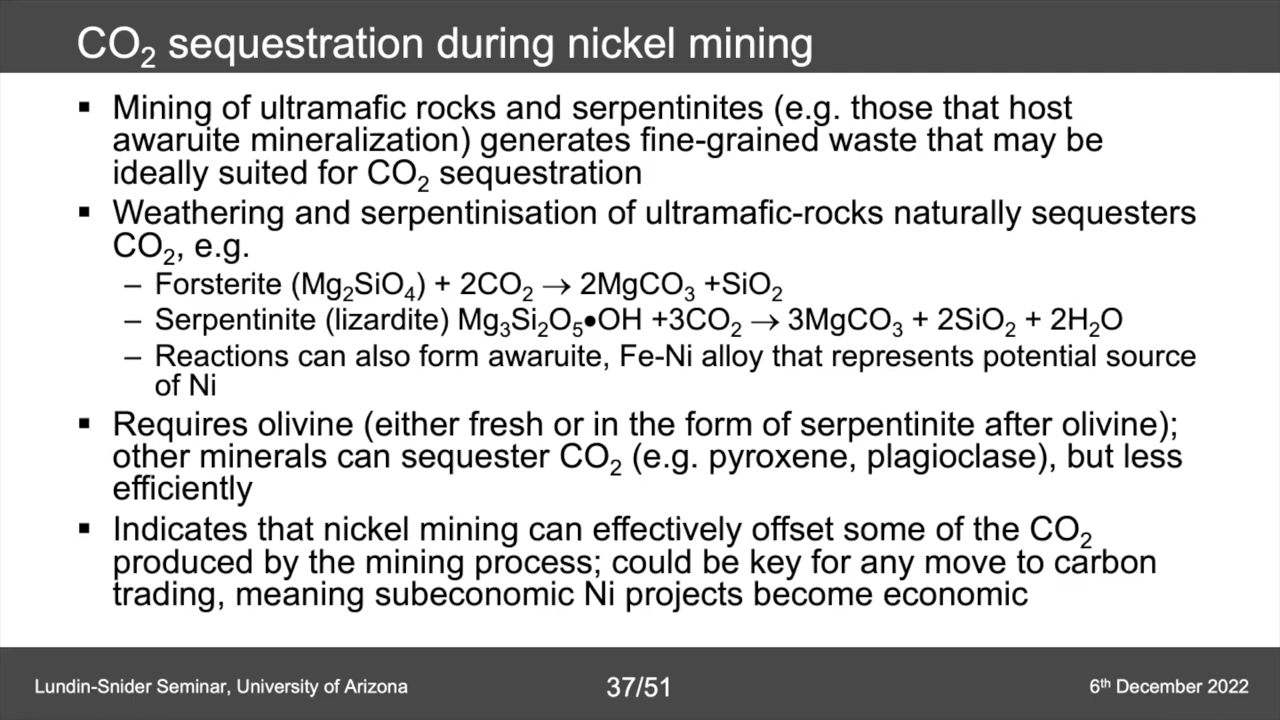 CO₂ sequestration during nickel mining
▪ Mining of ultramafic rocks and serpentinites (e.g. those that host
awaruite mineralization) generates fine-grained waste that may be
ideally suited for CO₂ sequestration
▪ Weathering and serpentinisation of ultramafic-rocks naturally sequesters
CO₂, e.g.
– Forsterite (Mg₂SiO₄) + 2CO₂ → 2MgCO₃ +SiO₂
– Serpentinite (lizardite) Mg₃Si₂O₅•OH +3CO₂ → 3MgCO₃ + 2SiO₂ + 2H₂O
– Reactions can also form awaruite, Fe-Ni alloy that represents potential source
of Ni
▪ Requires olivine (either fresh or in the form of serpentinite after olivine);
other minerals can sequester CO₂ (e.g. pyroxene, plagioclase), but less
efficiently
▪ Indicates that nickel mining can effectively offset some of the CO₂
produced by the mining process; could be key for any move to carbon
trading, meaning subeconomic Ni projects become economic
Lundin-Snider Seminar, University of Arizona
37/51
6th December 2022